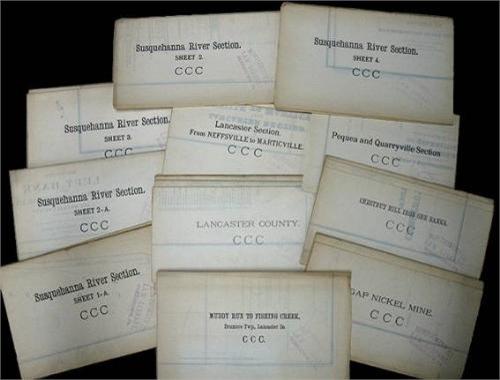 Susquehanna River Section.
SHEET 2.
CCC
Susquehanna River Section.
SHEET 4.
CCC
Susquehanna River Section.
SHEET 3.
CCC
Lancaster Section.
From NEFFSVILLE to MARTICVILLE.
CCC
Pequea and Quarryville Section
CCC
Susquehanna River Section.
SHEET 2-A.
CCC
LANCASTER COUNTY.
CCC
CHESTNUT HILL IRON ORE BANKS.
CCC
Susquehanna River Section.
SHEET 1-A.
CCC
MUDDY RUN TO FISHING CREEK,
Drumore Twp., Lancaster Co
CCC.
GAP NICKEL MINE.
CCC